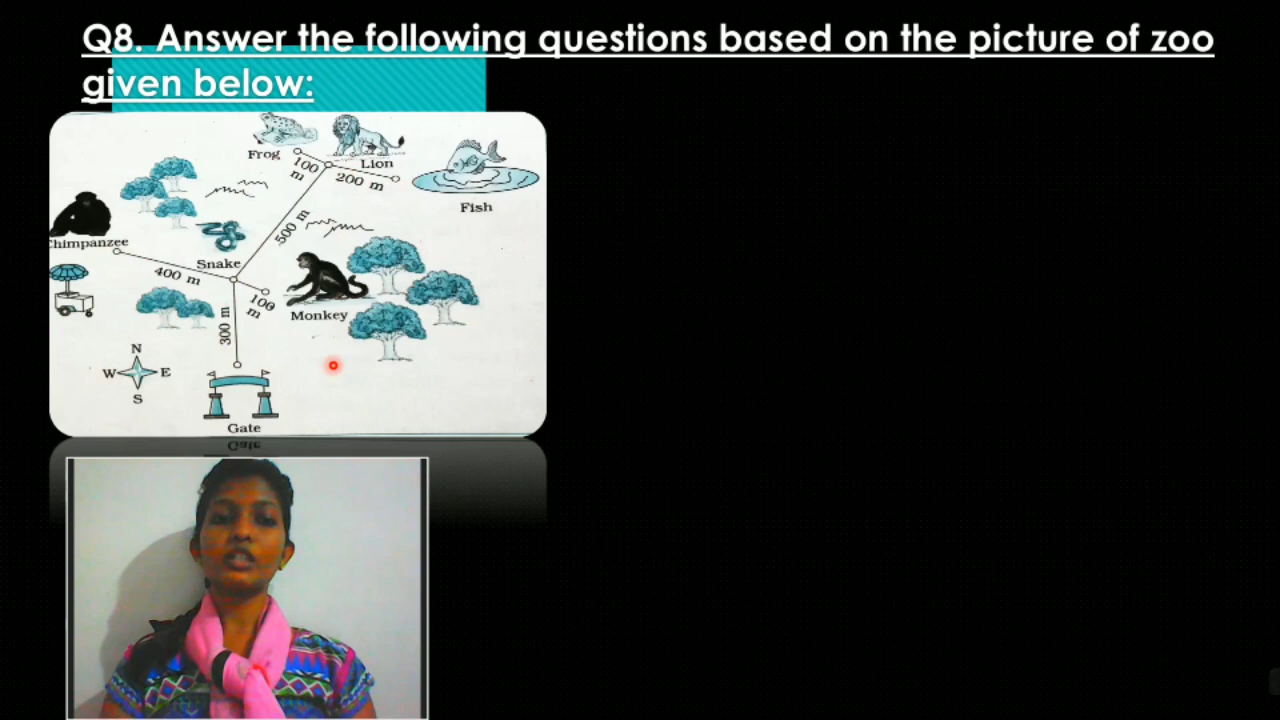 Q8. Answer the following questions based on the picture of zoo
given below:
Frog
Lion
100
m
200 m
Fish
500 m
himpanzee
Snake
400 m
100
m
Monkey
300 m
N
W E
S
Gate